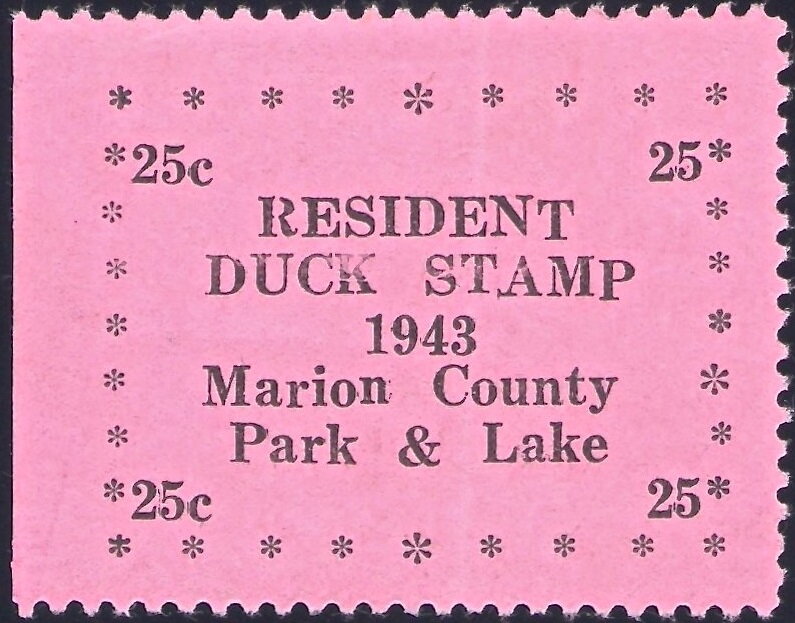 * * * * * * * * *
*25c 25*
RESIDENT
DUCK STAMP
1943
Marion County
Park & Lake
*25c 25*
* * * * * * * * *